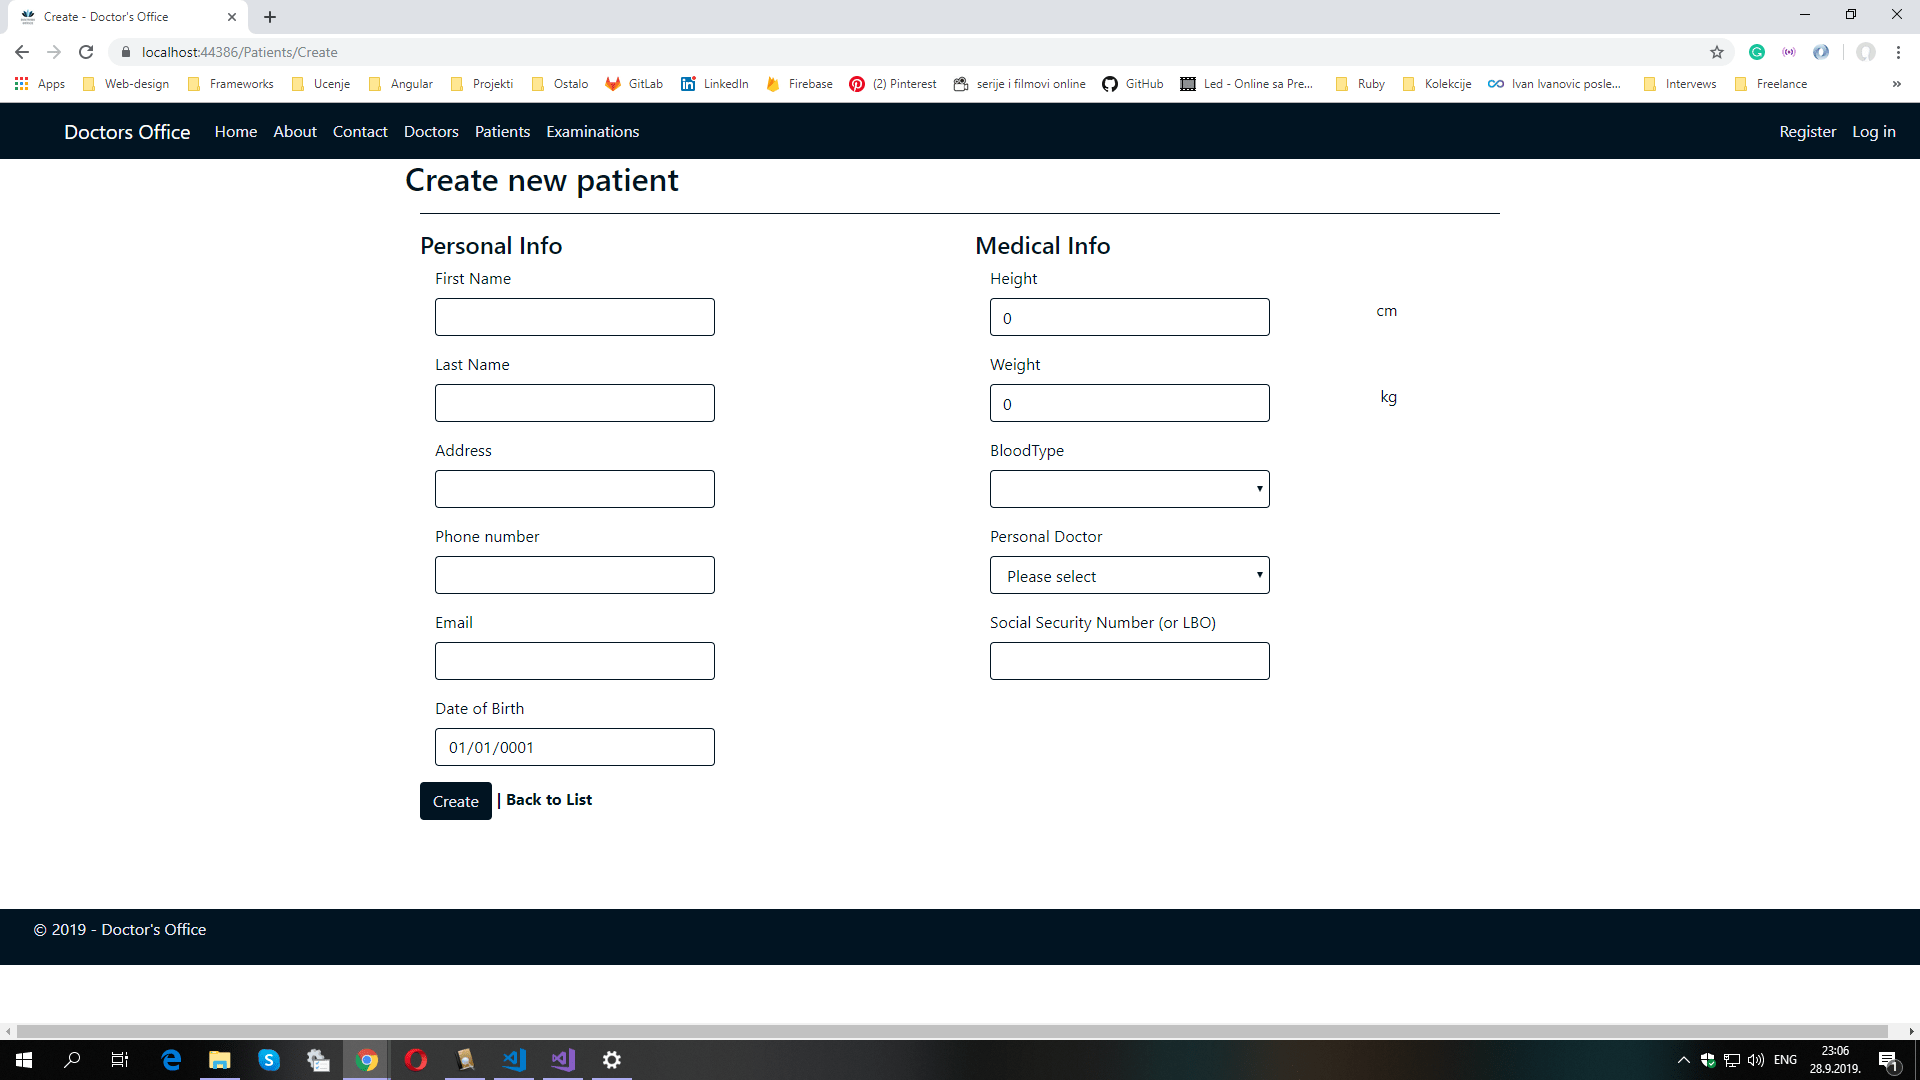 Create - Doctor's Office
localhost:44386/Patients/Create
Apps Web-design Frameworks Ucenje Angular Projekti Ostalo GitLab LinkedIn Firebase (2) Pinterest serije i filmovi online GitHub Led - Online sa Pre... Ruby Kolekcije Ivan Ivanovic posle... Intervews Freelance »
Doctors Office Home About Contact Doctors Patients Examinations Register Log in
Create new patient
Personal Info
First Name
Last Name
Address
Phone number
Email
Date of Birth
01/01/0001
Medical Info
Height
0 cm
Weight
0 kg
BloodType
Personal Doctor
Please select
Social Security Number (or LBO)
Create | Back to List
© 2019 - Doctor's Office
ENG
23:06
28.9.2019.
1